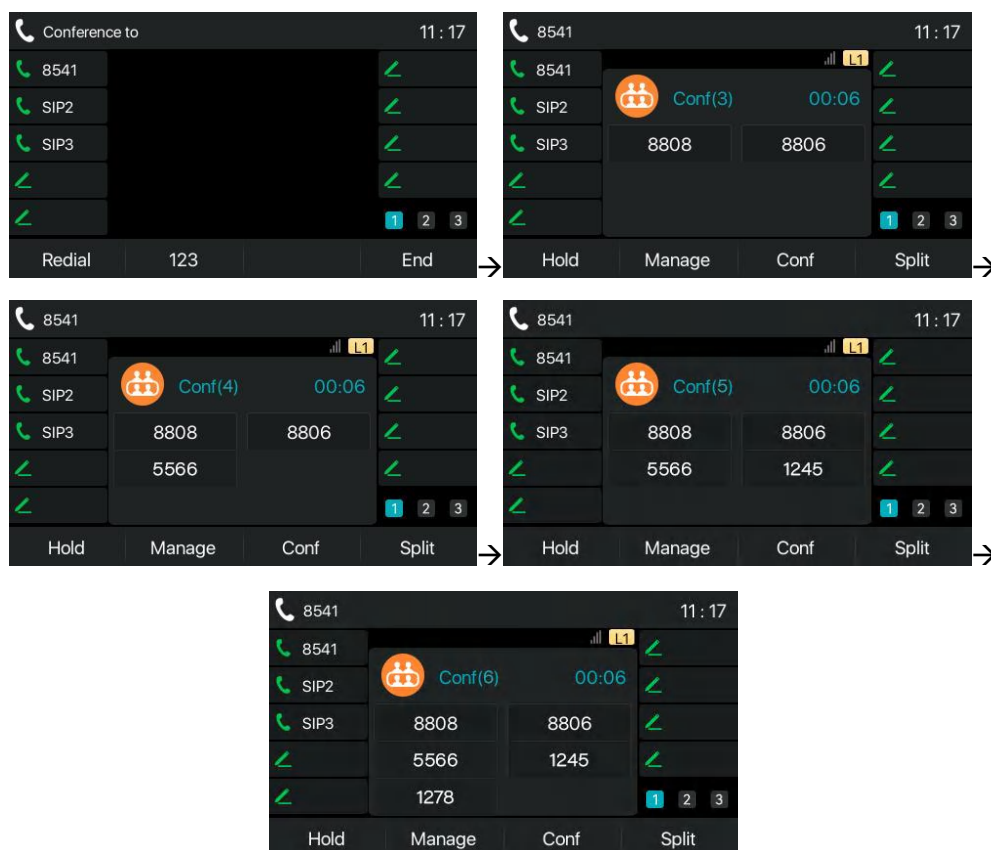 Conference to 11:17
8541
SIP2
SIP3
1 2 3
Redial 123 End
→
8541 11:17
L1
8541
Conf(3) 00:06
SIP2
SIP3 8808 8806
1 2 3
Hold Manage Conf Split
→
8541 11:17
L1
8541
Conf(4) 00:06
SIP2
SIP3 8808 8806
5566
1 2 3
Hold Manage Conf Split
→
8541 11:17
L1
8541
Conf(5) 00:06
SIP2
SIP3 8808 8806
5566 1245
1 2 3
Hold Manage Conf Split
→
8541 11:17
L1
8541
Conf(6) 00:06
SIP2
SIP3 8808 8806
5566 1245
1278 1 2 3
Hold Manage Conf Split